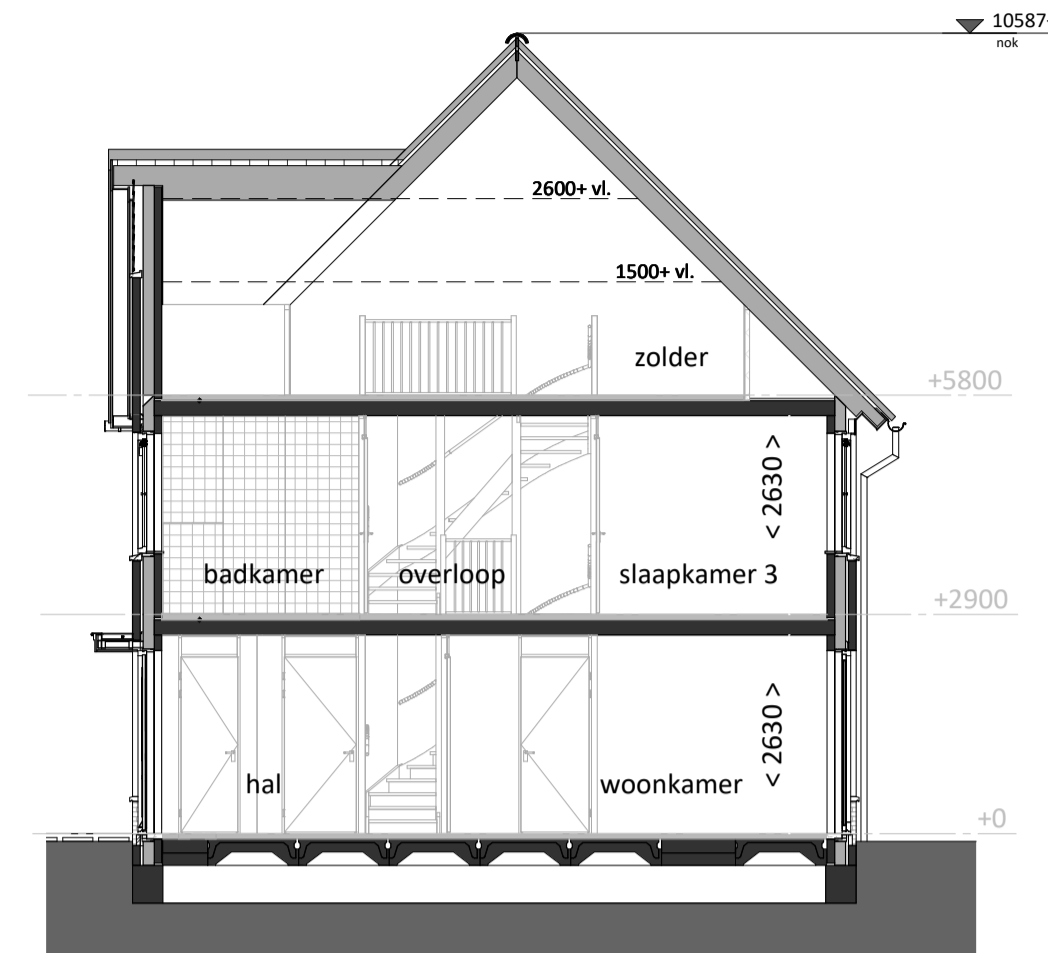 10587+
nok
2600+ vl.
1500+ vl.
zolder
+5800
< 2630 >
badkamer overloop slaapkamer 3
+2900
< 2630 >
hal woonkamer
+0